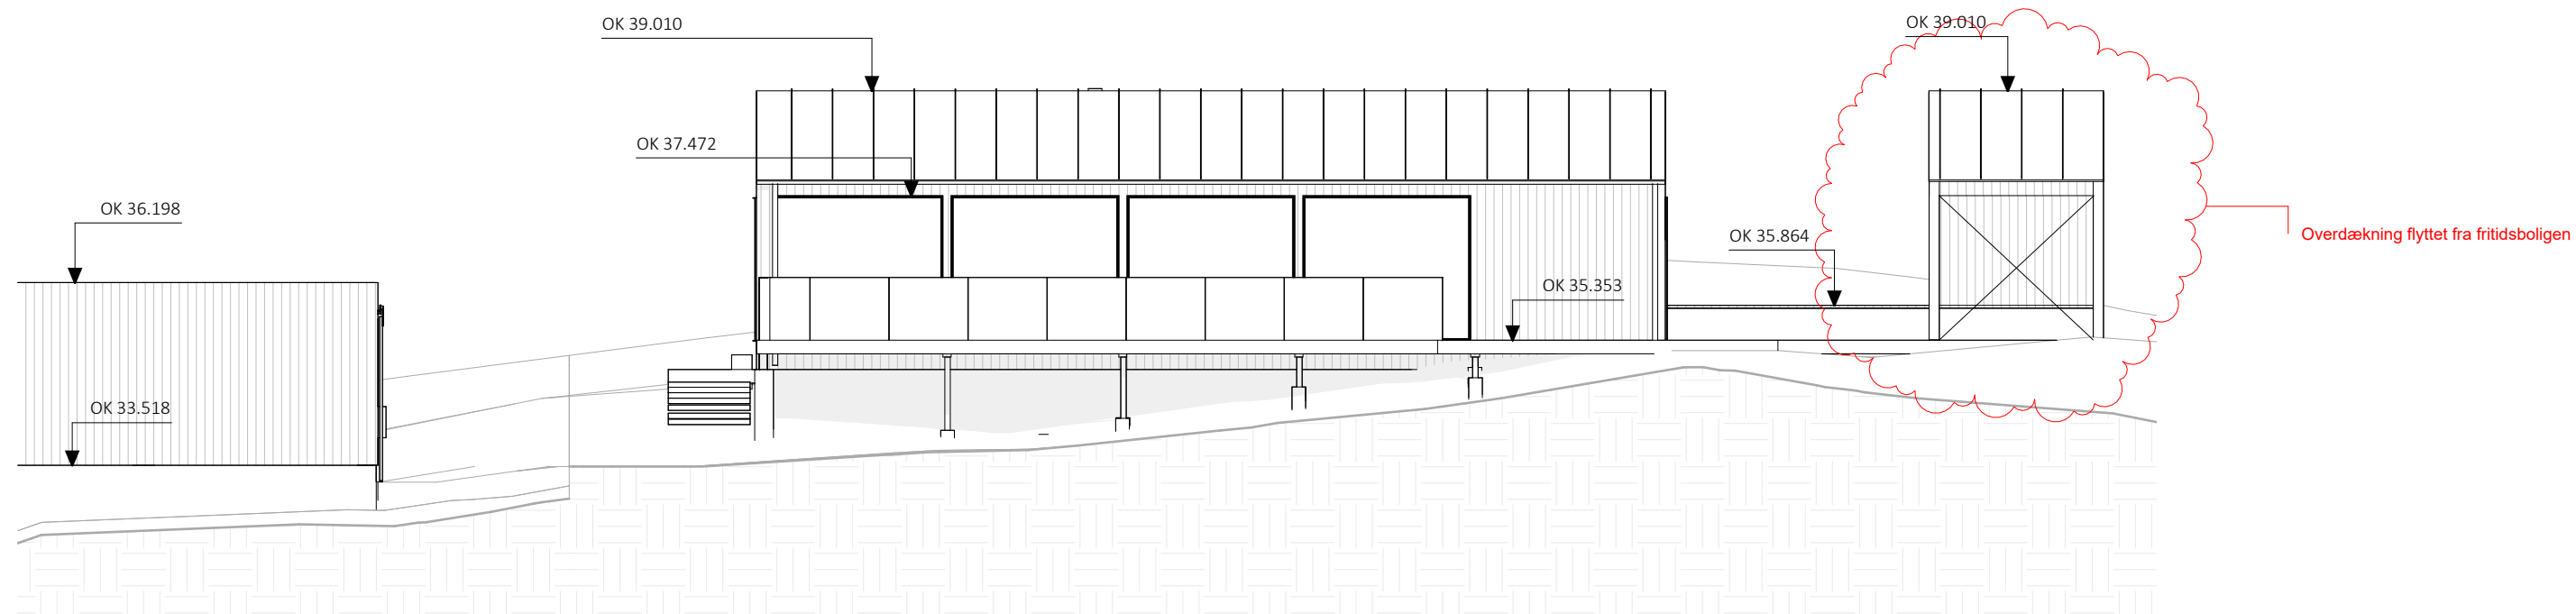 OK 39.010
OK 39.010
OK 37.472
OK 36.198
OK 35.864
Overdækning flyttet fra fritidsboligen
OK 35.353
OK 33.518